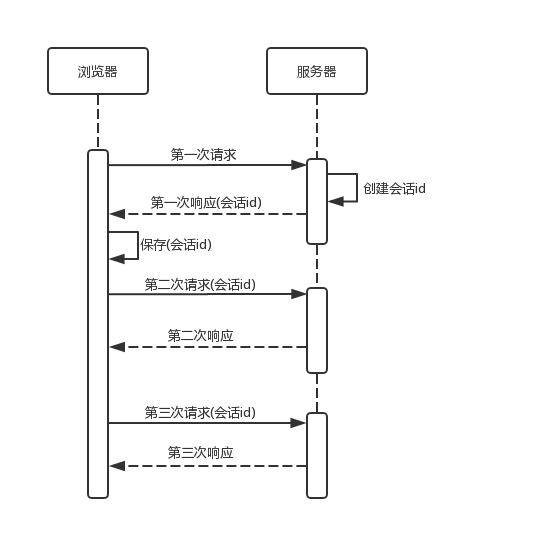 浏览器
服务器
第一次请求
创建会话id
第一次响应(会话id)
保存(会话id)
第二次请求(会话id)
第二次响应
第三次请求(会话id)
第三次响应